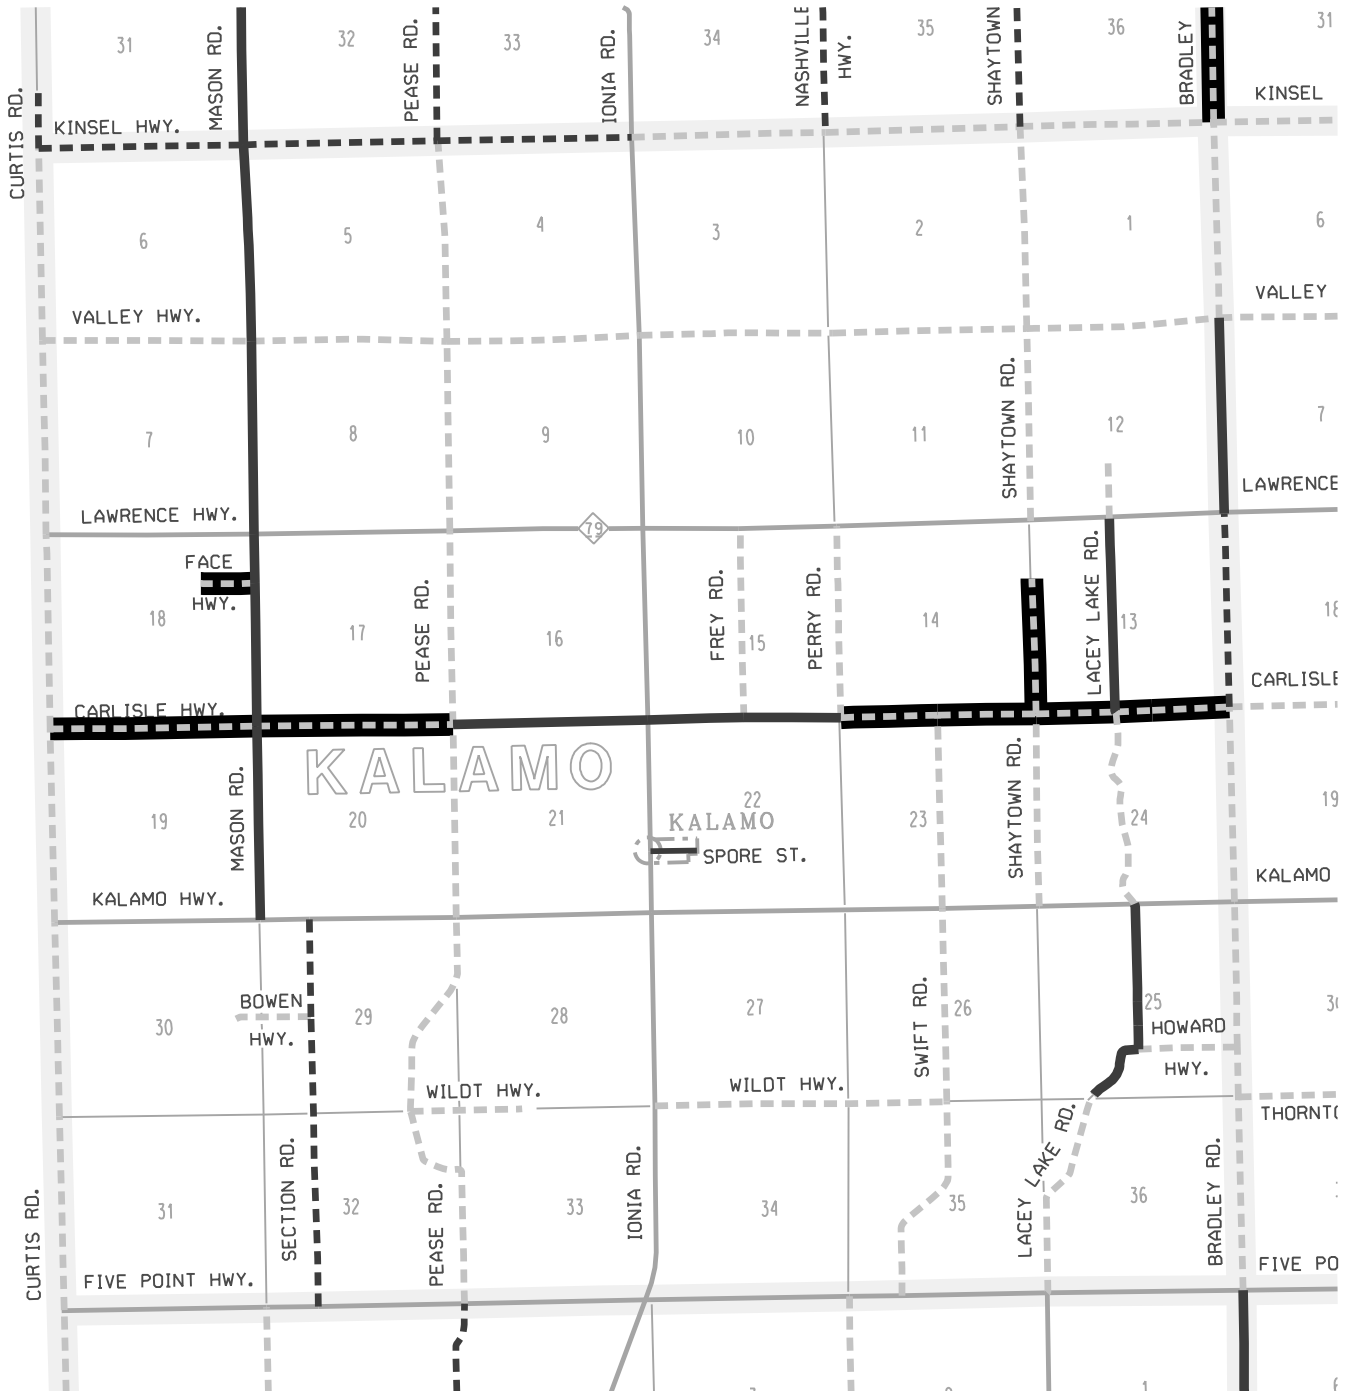 31
MASON RD.
32
PEASE RD.
33
IONIA RD.
34
NASHVILLE
HWY.
35
SHAYTOWN
36
BRADLEY
31
CURTIS RD.
KINSEL HWY.
KINSEL
6
5
4
3
2
1
6
VALLEY HWY.
VALLEY
7
8
9
10
11
SHAYTOWN RD.
12
7
LAWRENCE HWY.
79
LAWRENCE
FACE
HWY.
18
17
PEASE RD.
16
FREY RD.
15
PERRY RD.
14
LACEY LAKE RD.
13
18
CARLISLE HWY.
CARLISLE
KALAMO
19
MASON RD.
20
21
22
KALAMO
SPORE ST.
23
SHAYTOWN RD.
24
19
KALAMO HWY.
KALAMO
BOWEN
HWY.
30
29
28
27
SWIFT RD.
26
25
HOWARD
HWY.
WILDT HWY.
WILDT HWY.
THORNT
CURTIS RD.
31
SECTION RD.
32
PEASE RD.
33
IONIA RD.
34
35
LACEY LAKE RD.
36
BRADLEY RD.
FIVE POINT HWY.
FIVE PO
1